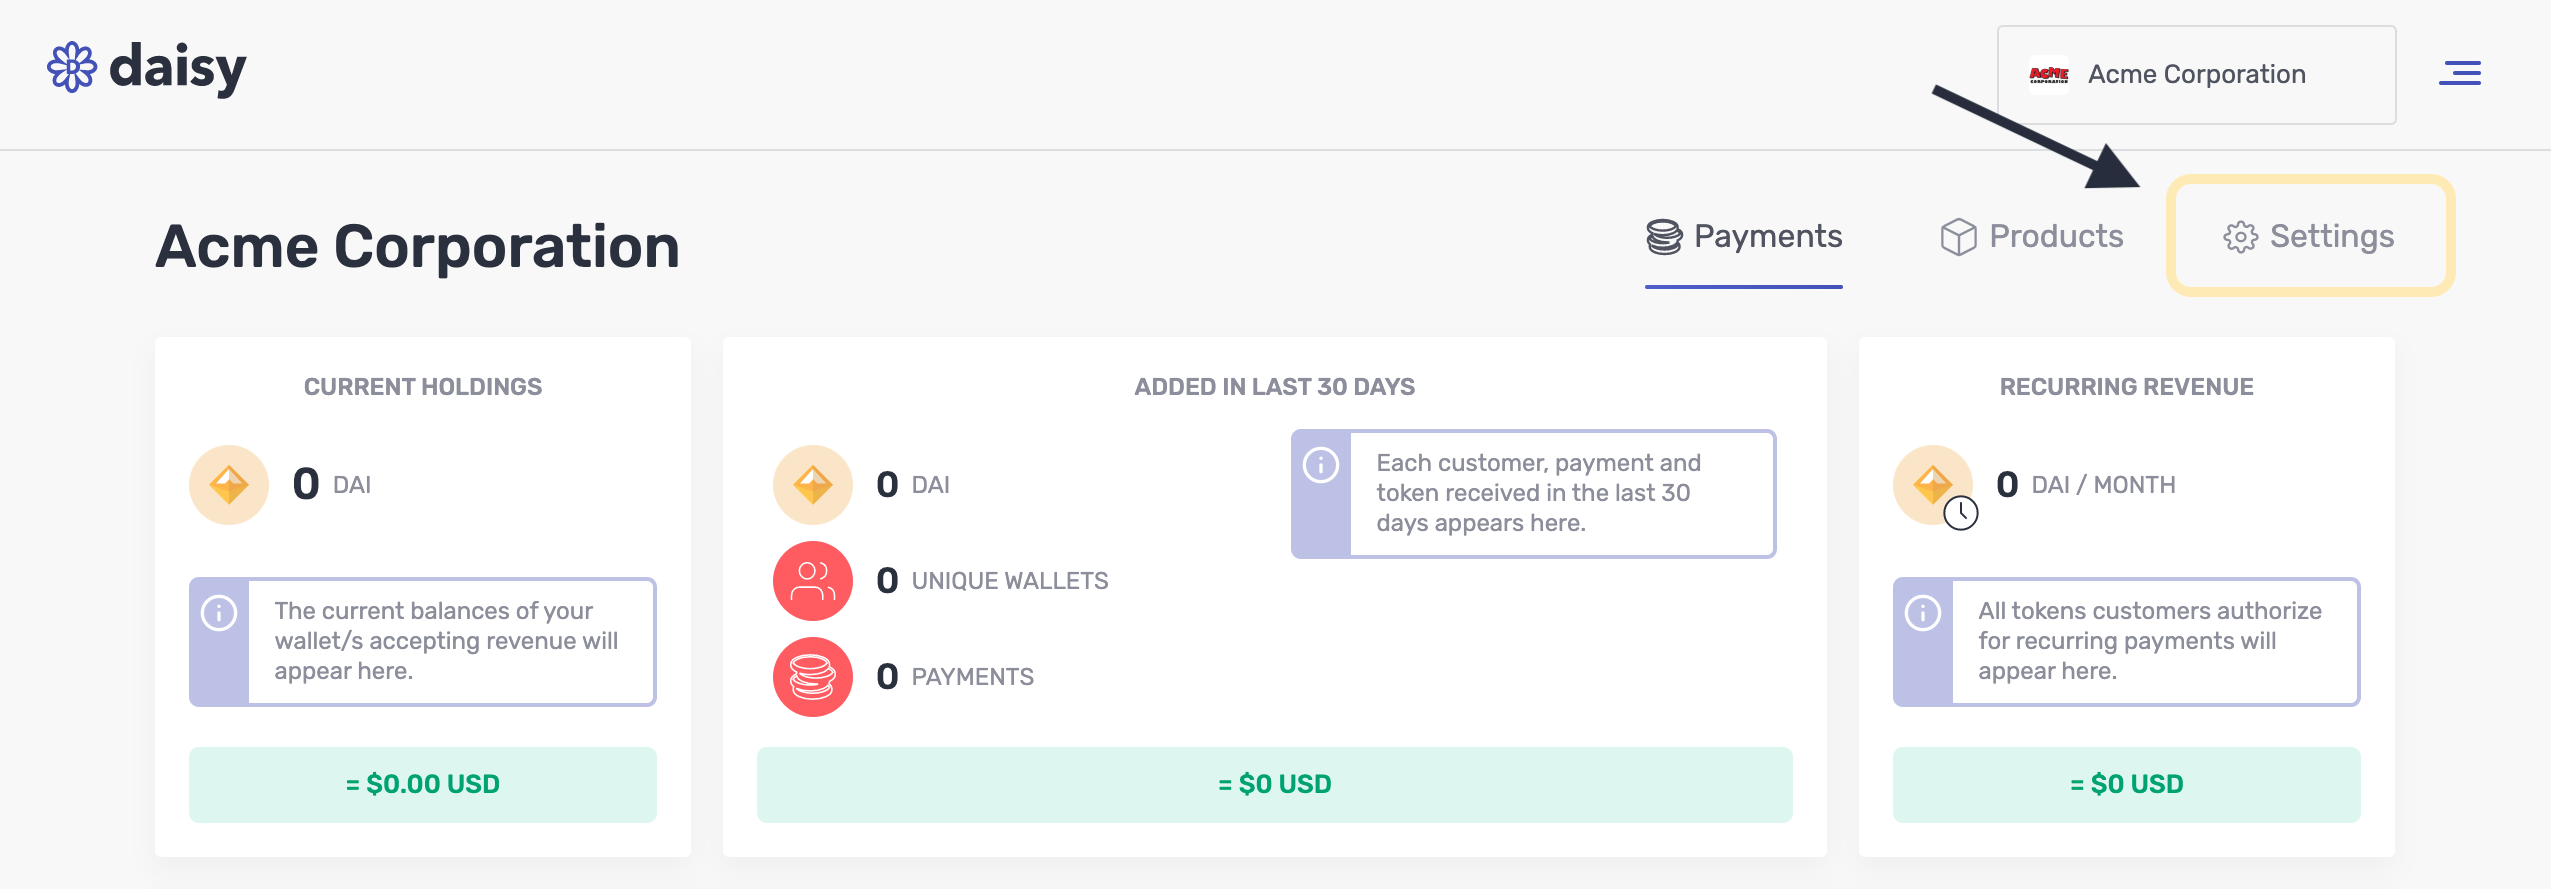 daisy
ACME
CORPORATION
Acme Corporation
Acme Corporation
Payments
Products
Settings
CURRENT HOLDINGS
0 DAI
The current balances of your
wallet/s accepting revenue will
appear here.
= $0.00 USD
ADDED IN LAST 30 DAYS
0 DAI
0 UNIQUE WALLETS
0 PAYMENTS
Each customer, payment and
token received in the last 30
days appears here.
= $0 USD
RECURRING REVENUE
0 DAI / MONTH
All tokens customers authorize
for recurring payments will
appear here.
= $0 USD